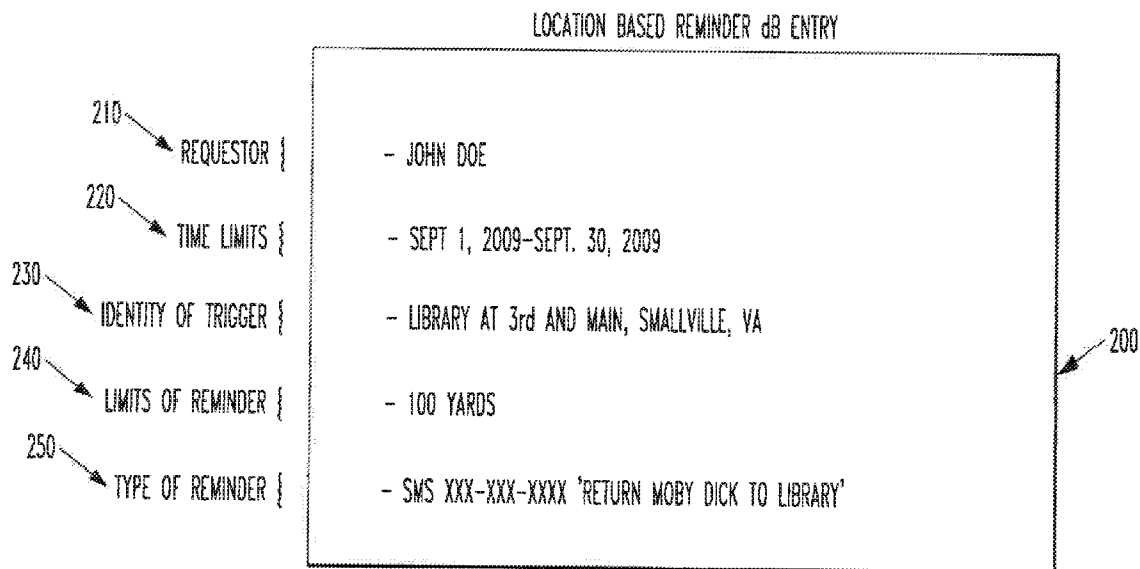 LOCATION BASED REMINDER dB ENTRY
210
REQUESTOR { - JOHN DOE
220
TIME LIMITS { - SEPT 1, 2009-SEPT. 30, 2009
230
IDENTITY OF TRIGGER { - LIBRARY AT 3rd AND MAIN, SMALLVILLE, VA
200
240
LIMITS OF REMINDER { - 100 YARDS
250
TYPE OF REMINDER { - SMS XXX-XXX-XXXX 'RETURN MOBY DICK TO LIBRARY'